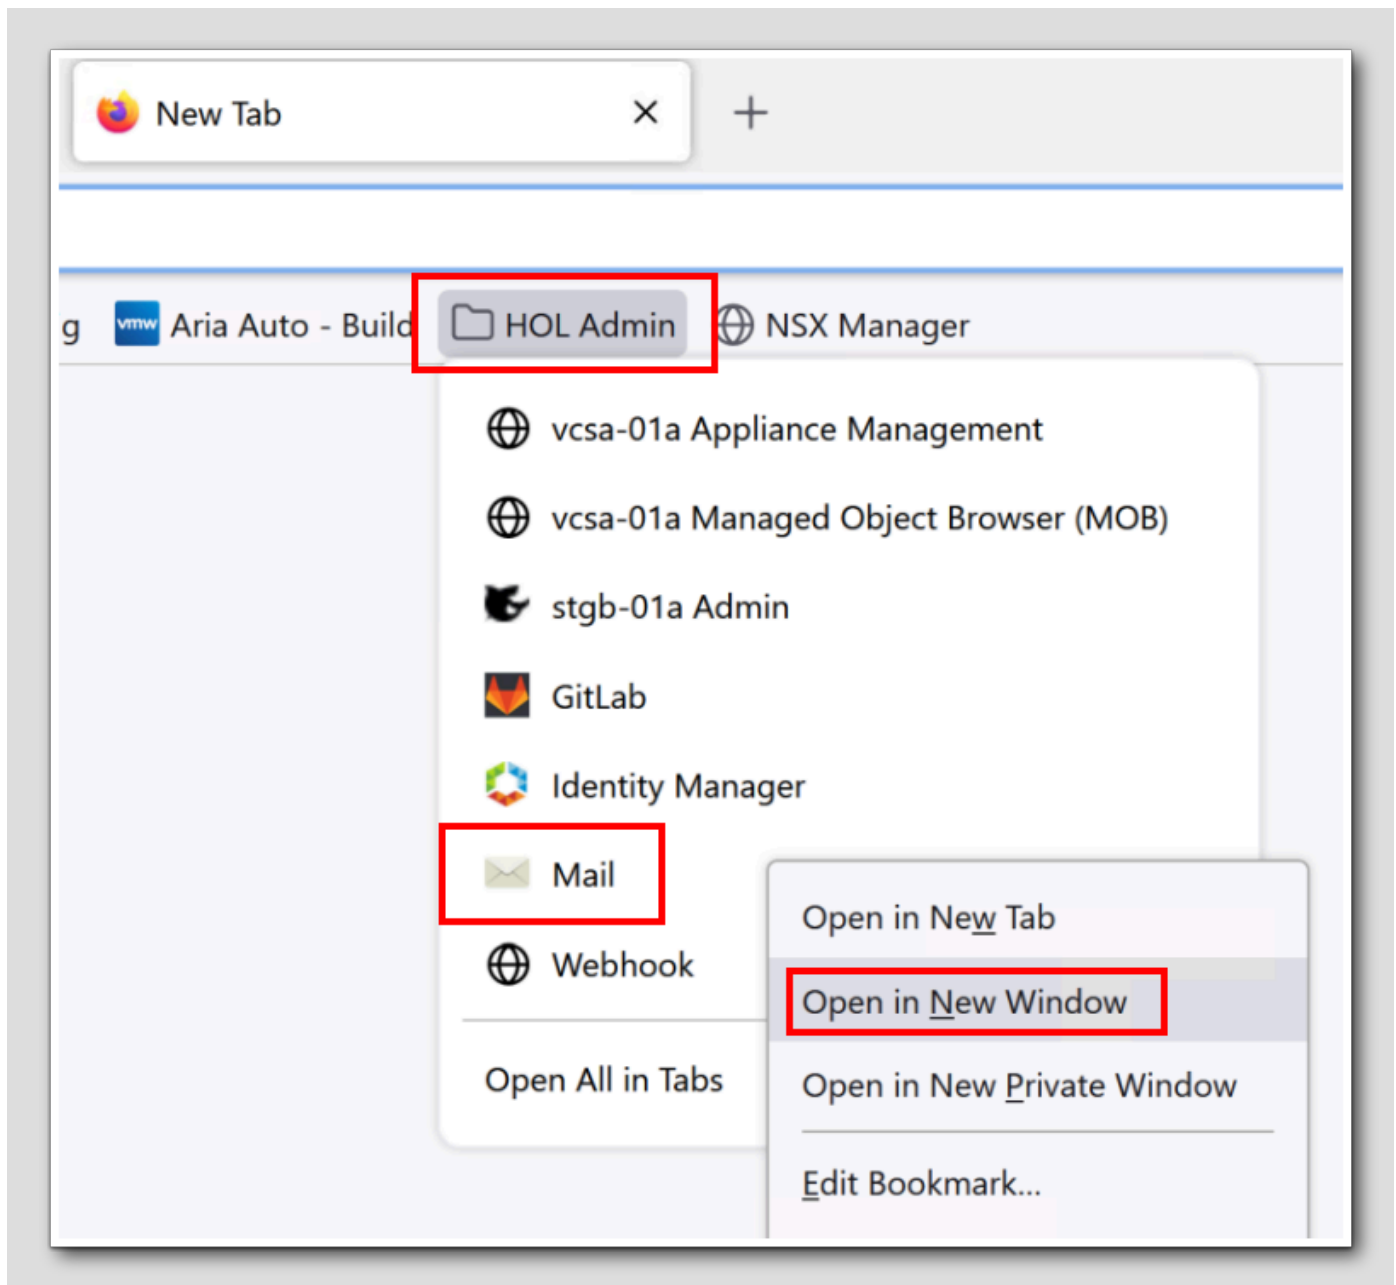 New Tab
g vmw Aria Auto - Build HOL Admin NSX Manager
vcsa-01a Appliance Management
vcsa-01a Managed Object Browser (MOB)
stgb-01a Admin
GitLab
Identity Manager
Mail
Webhook
Open All in Tabs
Open in New Tab
Open in New Window
Open in New Private Window
Edit Bookmark...